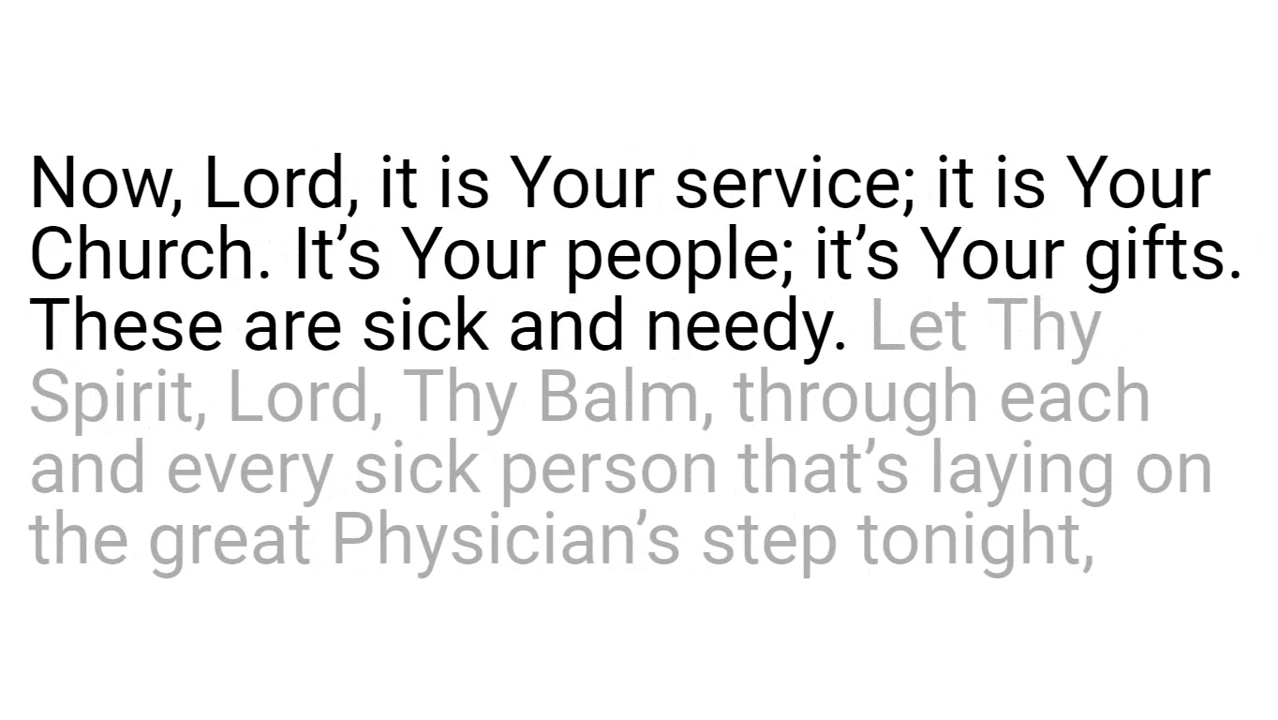 Now, Lord, it is Your service; it is Your
Church. It’s Your people; it’s Your gifts.
These are sick and needy. Let Thy
Spirit, Lord, Thy Balm, through each
and every sick person that’s laying on
the great Physician’s step tonight,